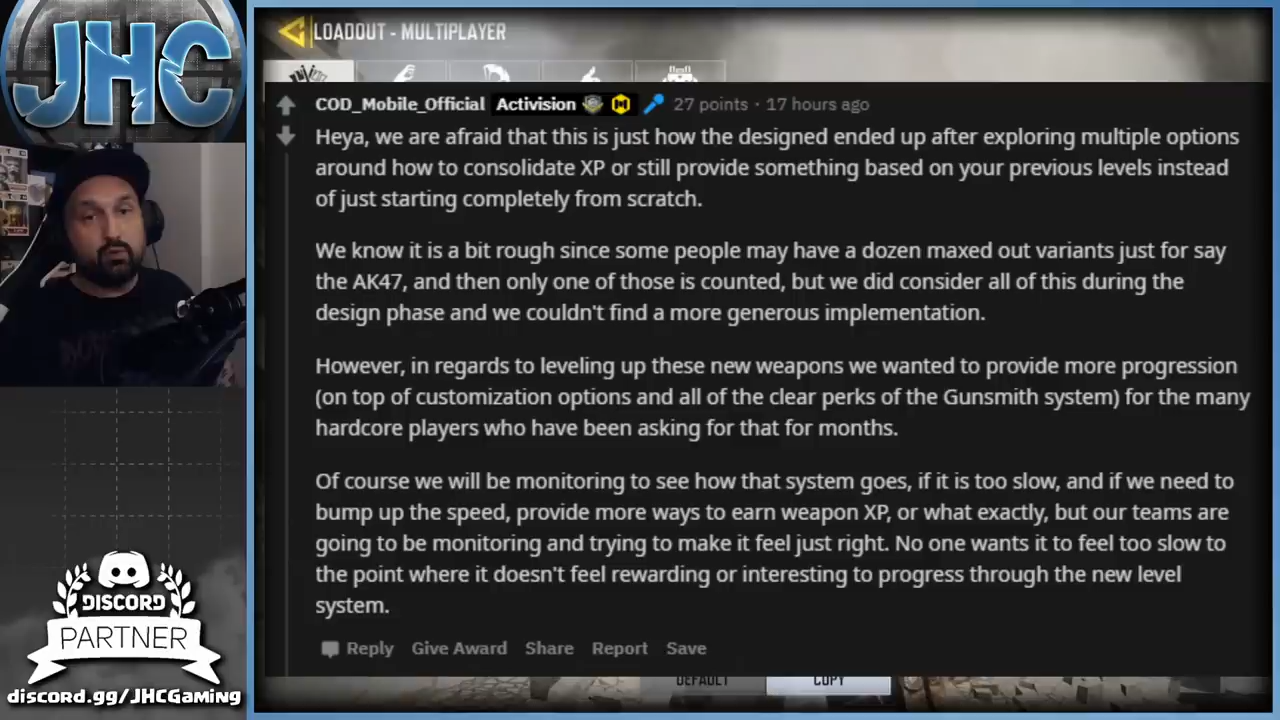 JHC
LOADOUT - MULTIPLAYER
COD_Mobile_Official Activision 27 points · 17 hours ago
Heya, we are afraid that this is just how the designed ended up after exploring multiple options
around how to consolidate XP or still provide something based on your previous levels instead
of just starting completely from scratch.
We know it is a bit rough since some people may have a dozen maxed out variants just for say
the AK47, and then only one of those is counted, but we did consider all of this during the
design phase and we couldn't find a more generous implementation.
However, in regards to leveling up these new weapons we wanted to provide more progression
(on top of customization options and all of the clear perks of the Gunsmith system) for the many
hardcore players who have been asking for that for months.
Of course we will be monitoring to see how that system goes, if it is too slow, and if we need to
bump up the speed, provide more ways to earn weapon XP, or what exactly, but our teams are
going to be monitoring and trying to make it feel just right. No one wants it to feel too slow to
the point where it doesn't feel rewarding or interesting to progress through the new level
system.
Reply Give Award Share Report Save
DEFAULT COPY
DISCORD
PARTNER
discord.gg/JHCGaming